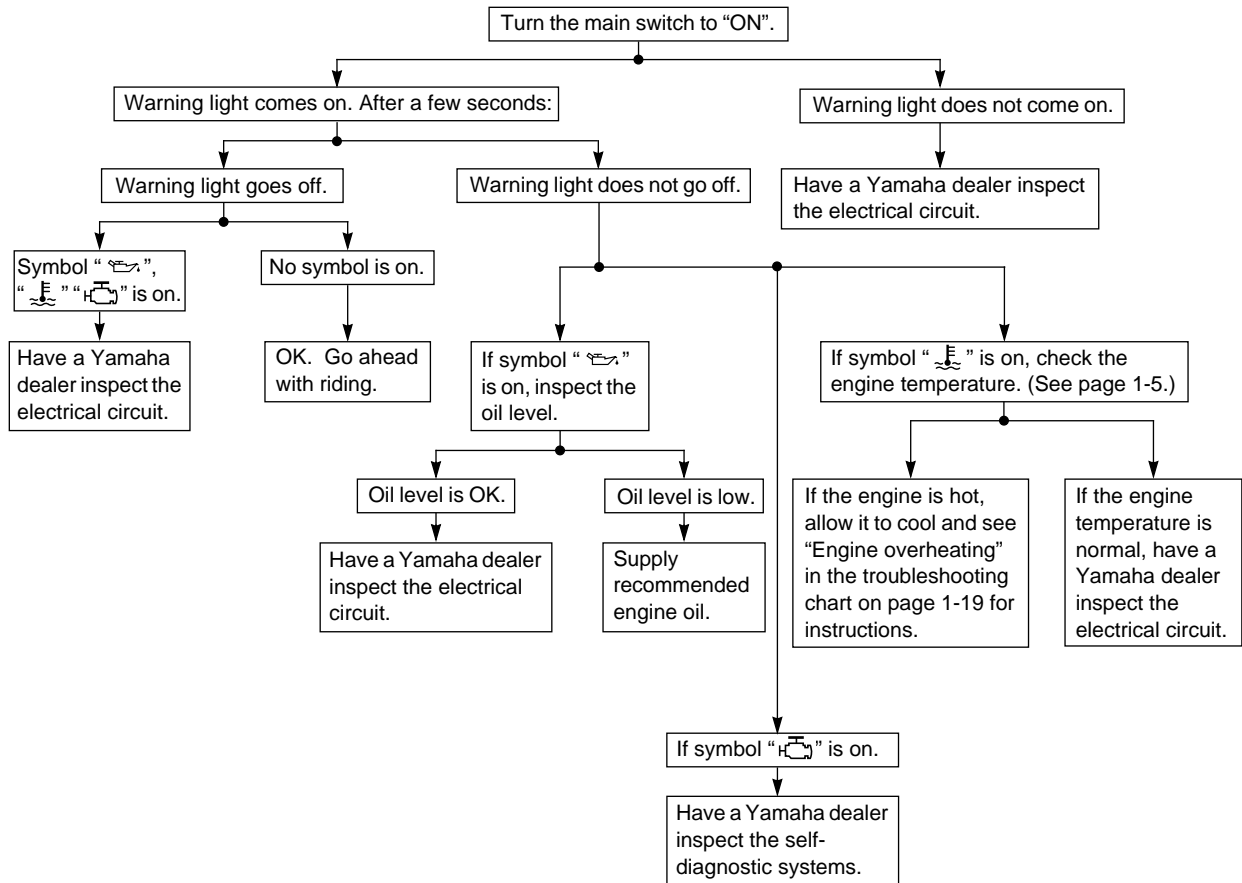 Turn the main switch to “ON”.
Warning light comes on. After a few seconds:
Warning light does not come on.
Warning light goes off.
Warning light does not go off.
Have a Yamaha dealer inspect
the electrical circuit.
Symbol “ ”,
“ ” “ ” is on.
No symbol is on.
Have a Yamaha
dealer inspect the
electrical circuit.
OK. Go ahead
with riding.
If symbol “ ”
is on, inspect the
oil level.
If symbol “ ” is on, check the
engine temperature. (See page 1-5.)
Oil level is OK.
Oil level is low.
Have a Yamaha dealer
inspect the electrical
circuit.
Supply
recommended
engine oil.
If the engine is hot,
allow it to cool and see
“Engine overheating”
in the troubleshooting
chart on page 1-19 for
instructions.
If the engine
temperature is
normal, have a
Yamaha dealer
inspect the
electrical circuit.
If symbol “ ” is on.
Have a Yamaha dealer
inspect the self-
diagnostic systems.